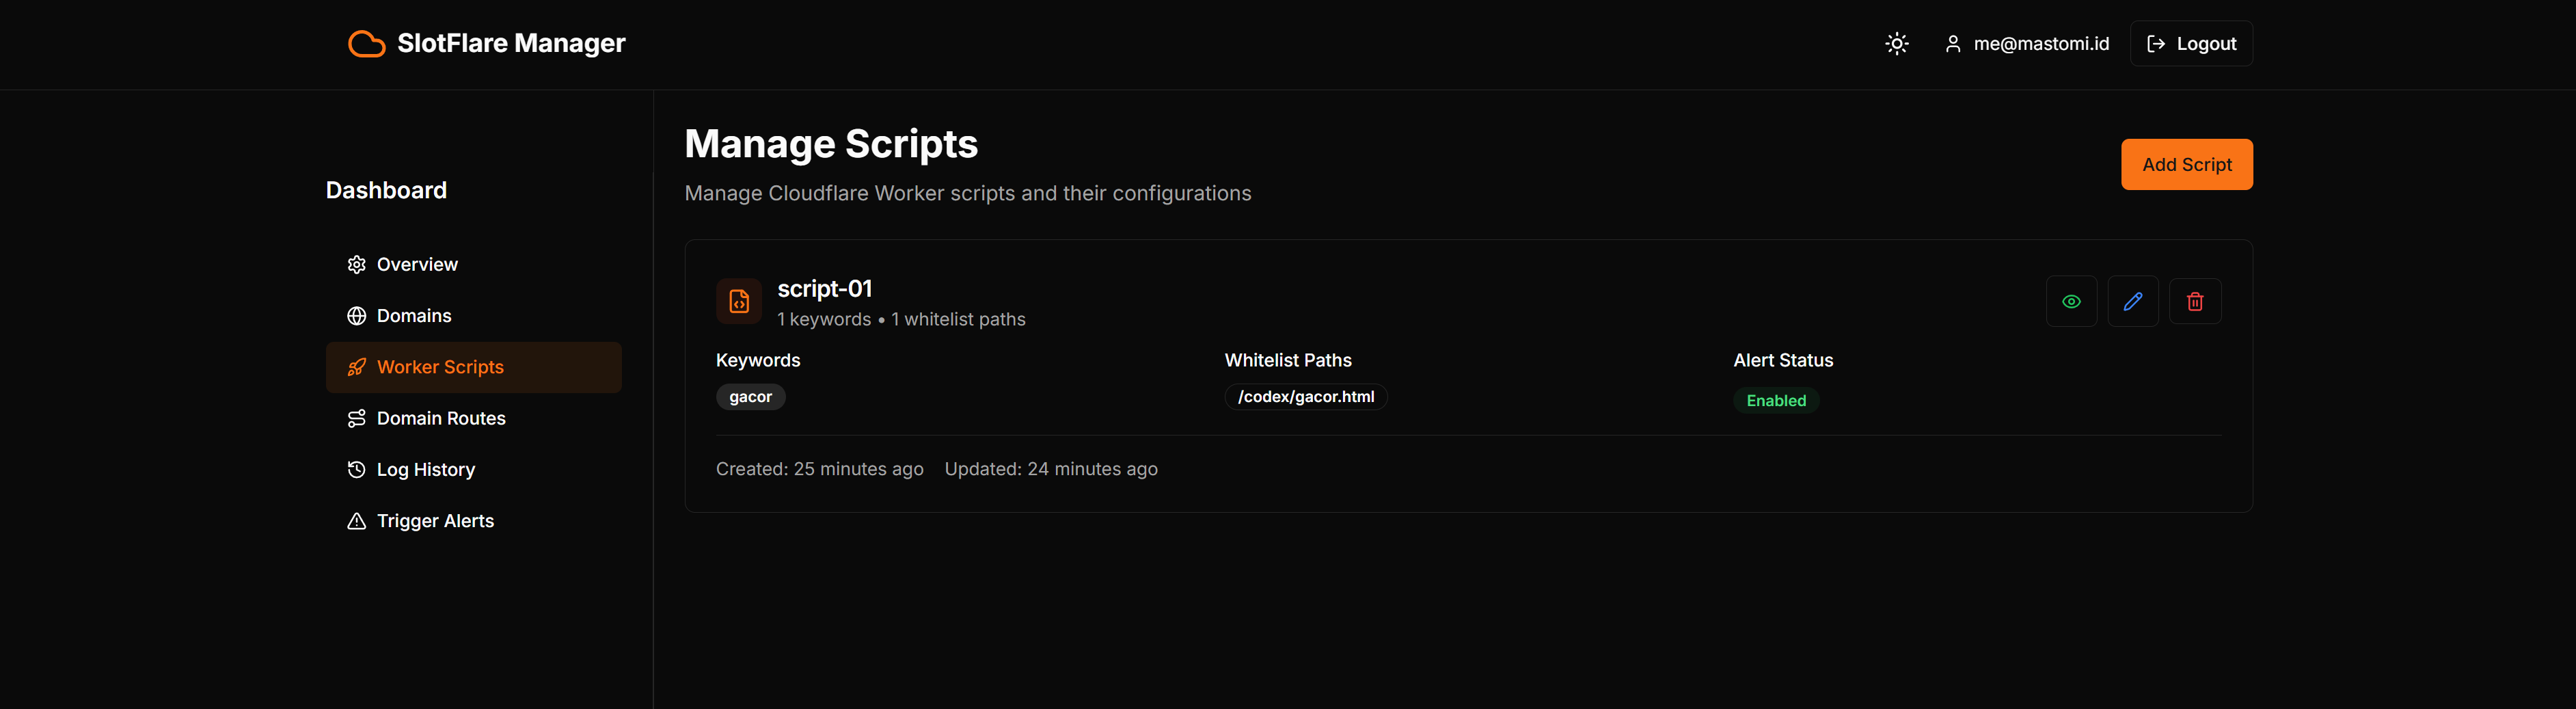 SlotFlare Manager
me@mastomi.id
Logout
Dashboard
Overview
Domains
Worker Scripts
Domain Routes
Log History
Trigger Alerts
Manage Scripts
Manage Cloudflare Worker scripts and their configurations
Add Script
script-01
1 keywords • 1 whitelist paths
Keywords
gacor
Whitelist Paths
/codex/gacor.html
Alert Status
Enabled
Created: 25 minutes ago Updated: 24 minutes ago